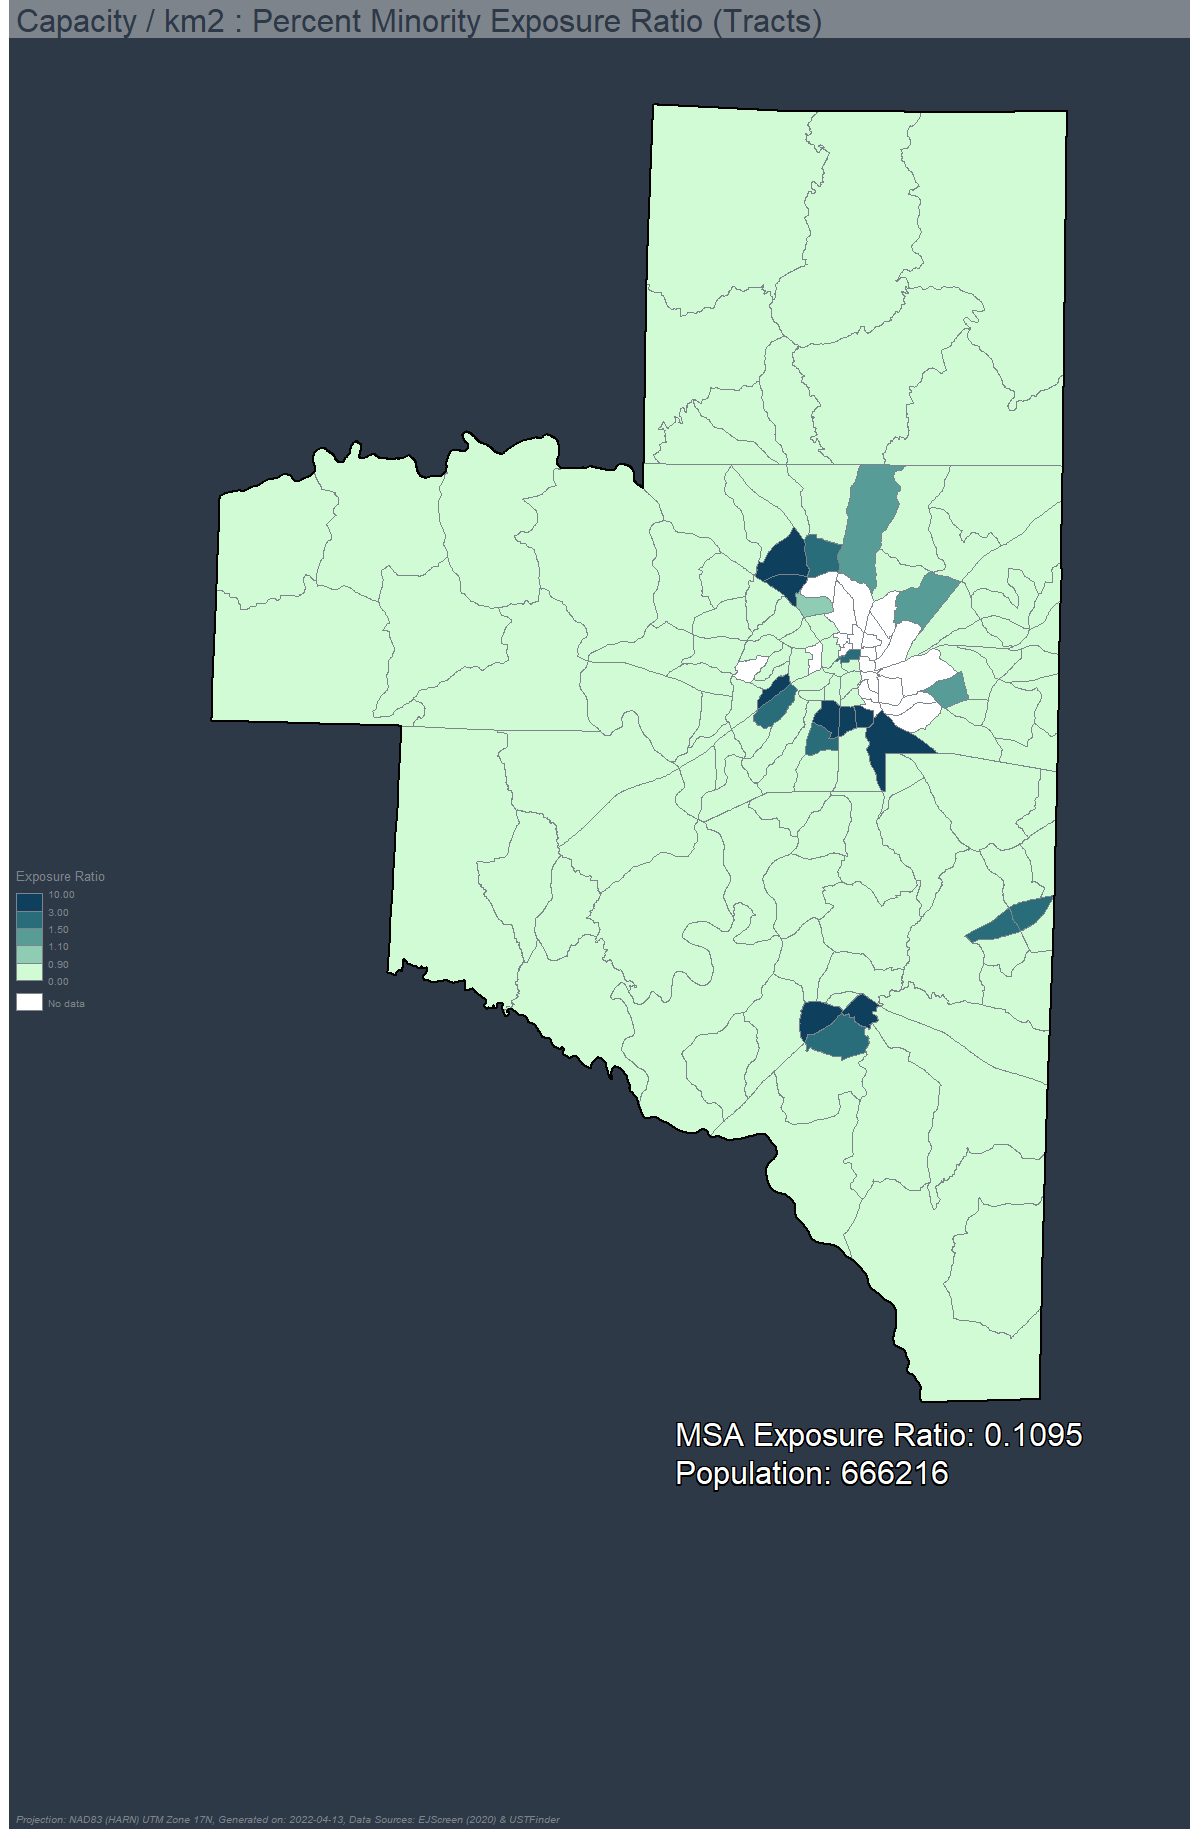 Capacity / km2 : Percent Minority Exposure Ratio (Tracts)
Exposure Ratio
10.00
3.00
1.50
1.10
0.90
0.00
No data
MSA Exposure Ratio: 0.1095
Population: 666216
Projection: NAD83 (HARN) UTM Zone 17N, Generated on: 2022-04-13, Data Sources: EJScreen (2020) & USTFinder